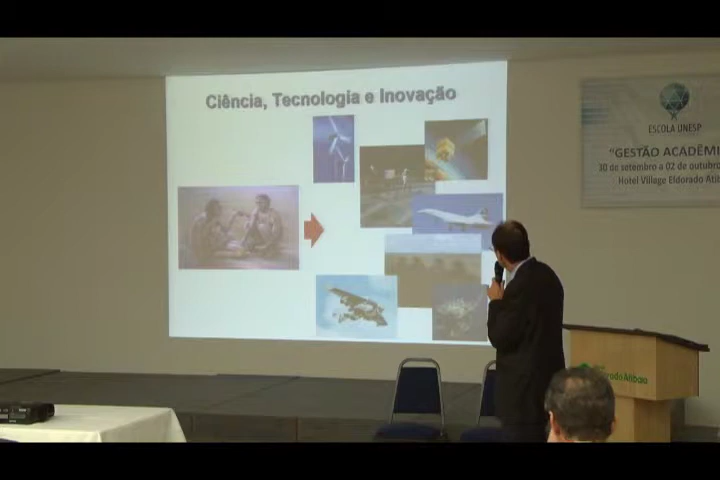 Ciência, Tecnologia e Inovação
ESCOLA UNESP
"GESTÃO ACADÊMI
30 de setembro a 02 de outubro
Hotel Village Eldorado Atiba
Eldorado Atibaia